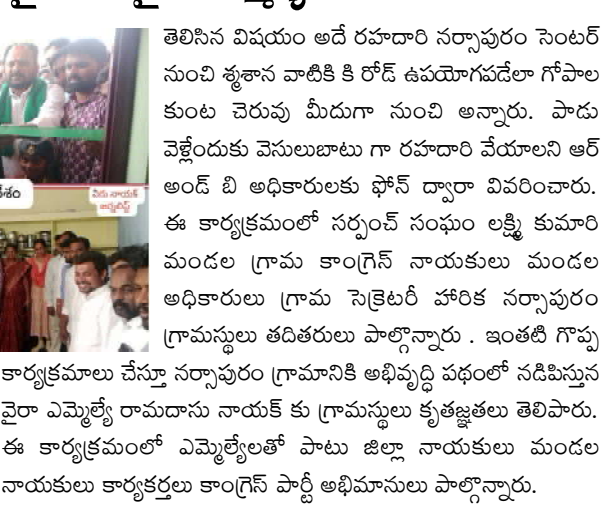 తెలిసిన విషయం అదే రహదారి నర్సాపురం సెంటర్
నుంచి శ్మశాన వాటికి కి రోడ్ ఉపయోగపడేలా గోపాల
కుంట చెరువు మీదుగా నుంచి అన్నారు. పాడు
వెళ్లేందుకు వెసులుబాటు గా రహదారి వేయాలని ఆర్
అండ్ బి అధికారులకు ఫోన్ ద్వారా వివరించారు.
ఈ కార్యక్రమంలో సర్పంచ్ సంఘం లక్ష్మి కుమారి
మండల గ్రామ కాంగ్రెస్ నాయకులు మండల
అధికారులు గ్రామ సెక్రెటరీ హారిక నర్సాపురం
గ్రామస్థులు తదితరులు పాల్గొన్నారు . ఇంతటి గొప్ప
కార్యక్రమాలు చేస్తూ నర్సాపురం గ్రామానికి అభివృద్ధి పథంలో నడిపిస్తున
వైరా ఎమ్మెల్యే రామదాసు నాయక్ కు గ్రామస్థులు కృతజ్ఞతలు తెలిపారు.
ఈ కార్యక్రమంలో ఎమ్మెల్యేలతో పాటు జిల్లా నాయకులు మండల
నాయకులు కార్యకర్తలు కాంగ్రెస్ పార్టీ అభిమానులు పాల్గొన్నారు.